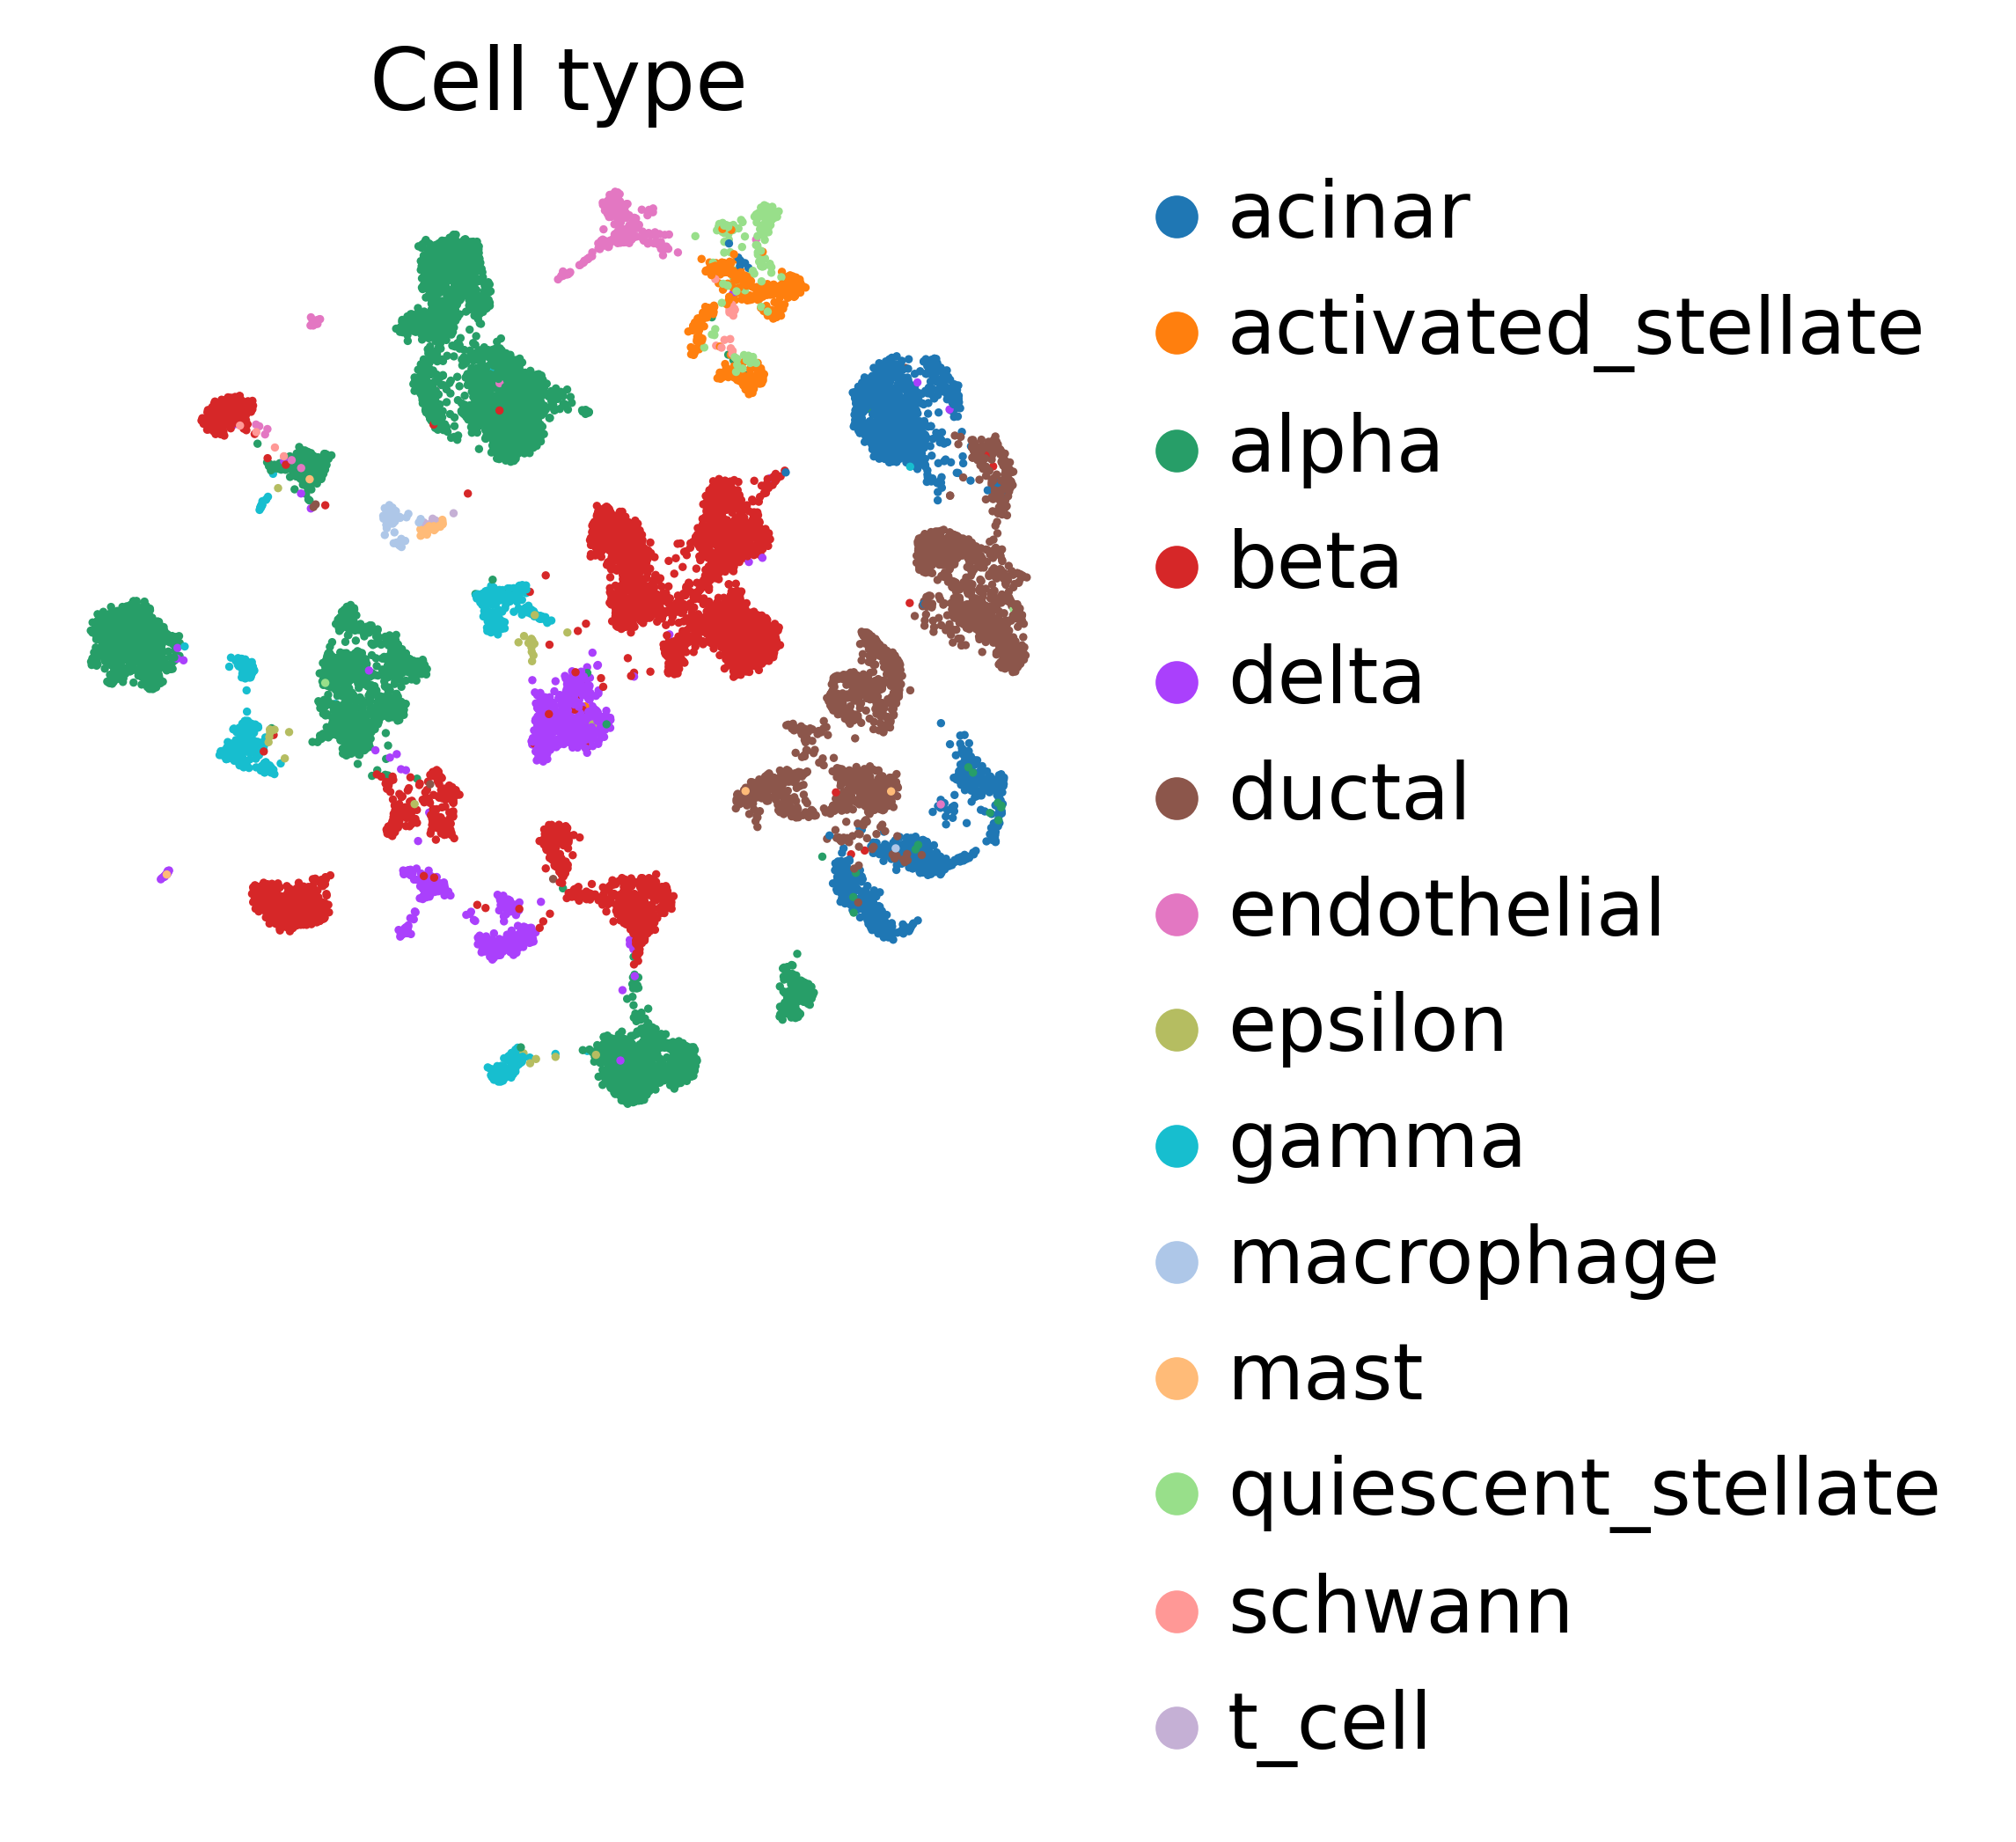 Cell type
acinar
activated_stellate
alpha
beta
delta
ductal
endothelial
epsilon
gamma
macrophage
mast
quiescent_stellate
schwann
t_cell